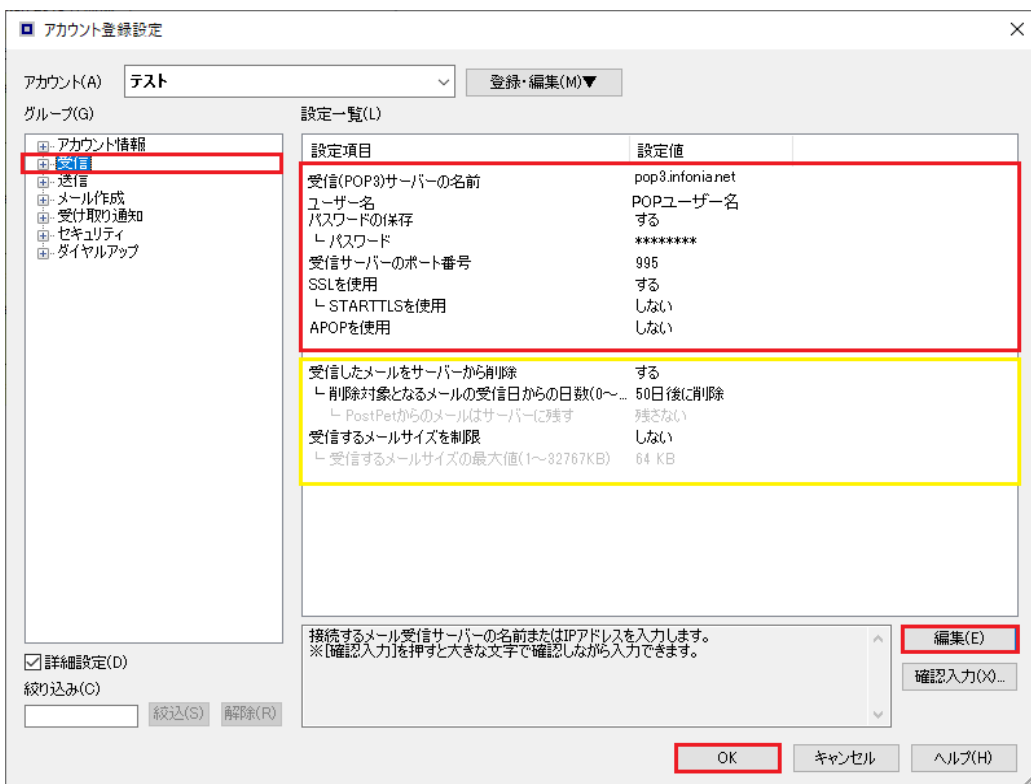 アカウント登録設定
アカウント(A) テスト 登録・編集(M)▼
グループ(G) 設定一覧(L)
アカウント情報
受信
送信
メール作成
受け取り通知
セキュリティ
ダイヤルアップ
設定項目 設定値
受信(POP3)サーバーの名前 pop3.infonia.net
ユーザー名 POPユーザー名
パスワードの保存 する
└ パスワード ********
受信サーバーのポート番号 995
SSLを使用 する
└ STARTTLSを使用 しない
APOPを使用 しない
受信したメールをサーバーから削除 する
└ 削除対象となるメールの受信日からの日数(0～... 50日後に削除
└ PostPetからのメールはサーバーに残す 残さない
受信するメールサイズを制限 しない
└ 受信するメールサイズの最大値(1～32767KB) 64 KB
接続するメール受信サーバーの名前またはIPアドレスを入力します。
※[確認入力]を押すと大きな文字で確認しながら入力できます。
編集(E)
確認入力(X)...
詳細設定(D)
絞り込み(C)
絞込(S) 解除(R)
OK キャンセル ヘルプ(H)